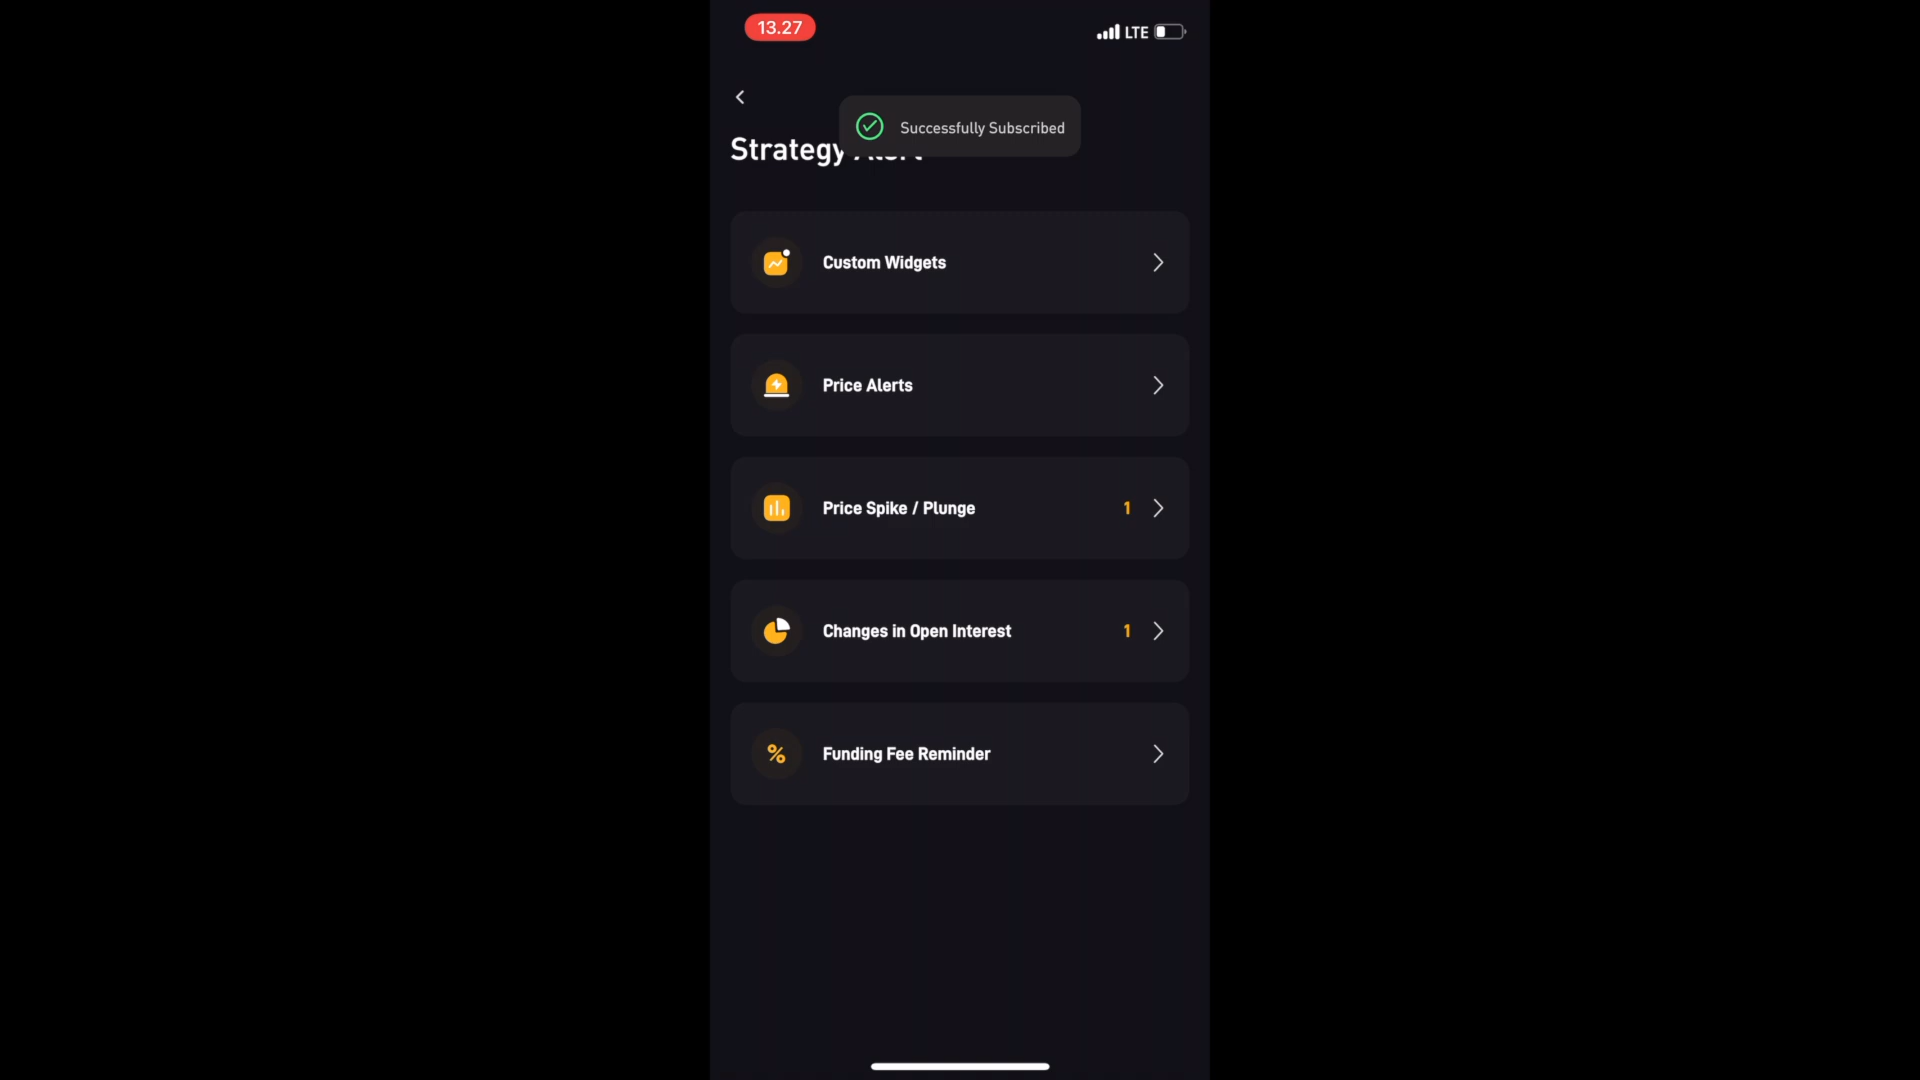 13.27
LTE
Successfully Subscribed
Strategy Alert
Custom Widgets
Price Alerts
Price Spike / Plunge 1
Changes in Open Interest 1
% Funding Fee Reminder